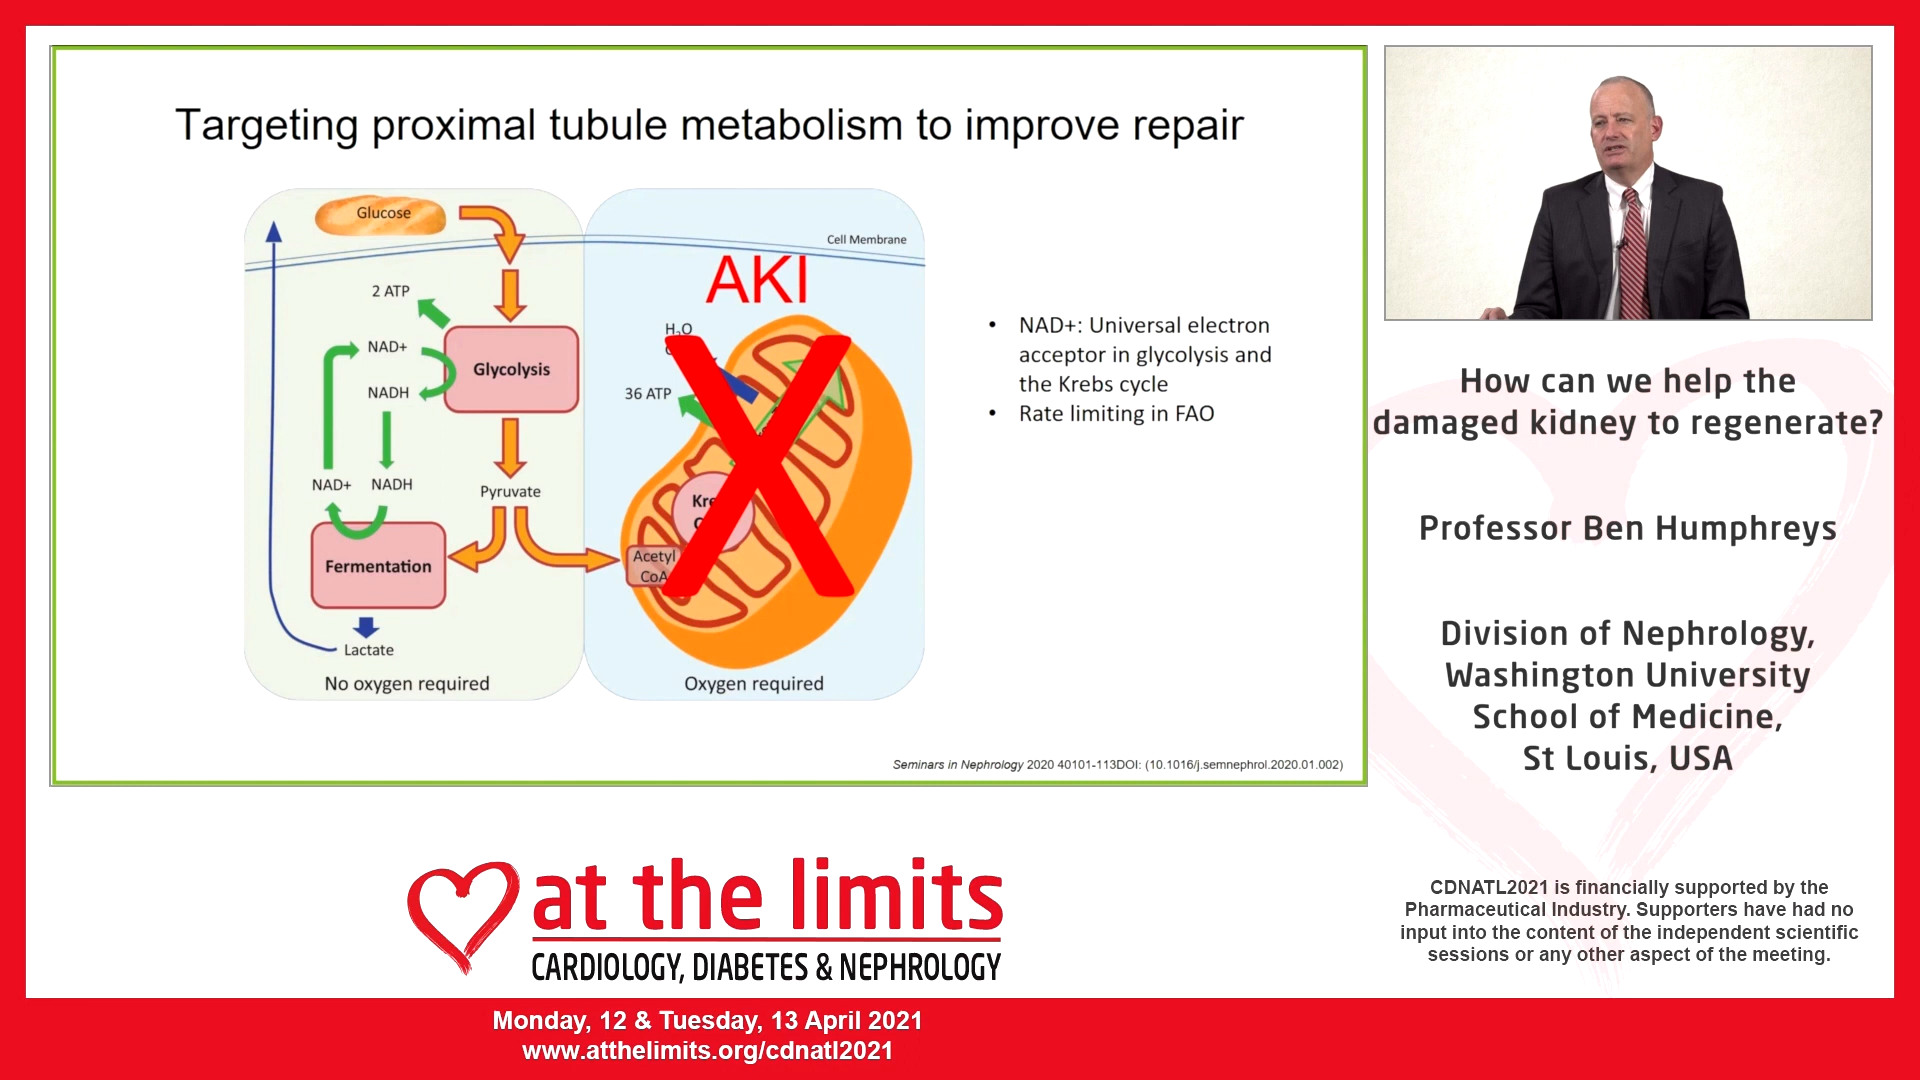 Targeting proximal tubule metabolism to improve repair
Glucose
Cell Membrane
AKI
2 ATP
H2O
NAD+
Glycolysis
NADH
36 ATP
NAD+ NADH
Pyruvate
Kre
C
Fermentation
Acetyl
CoA
Lactate
No oxygen required
Oxygen required
• NAD+: Universal electron
acceptor in glycolysis and
the Krebs cycle
• Rate limiting in FAO
Seminars in Nephrology 2020 40101-113DOI: (10.1016/j.semnephrol.2020.01.002)
How can we help the
damaged kidney to regenerate?
Professor Ben Humphreys
Division of Nephrology,
Washington University
School of Medicine,
St Louis, USA
at the limits
CARDIOLOGY, DIABETES & NEPHROLOGY
CDNATL2021 is financially supported by the
Pharmaceutical Industry. Supporters have had no
input into the content of the independent scientific
sessions or any other aspect of the meeting.
Monday, 12 & Tuesday, 13 April 2021
www.atthelimits.org/cdnatl2021